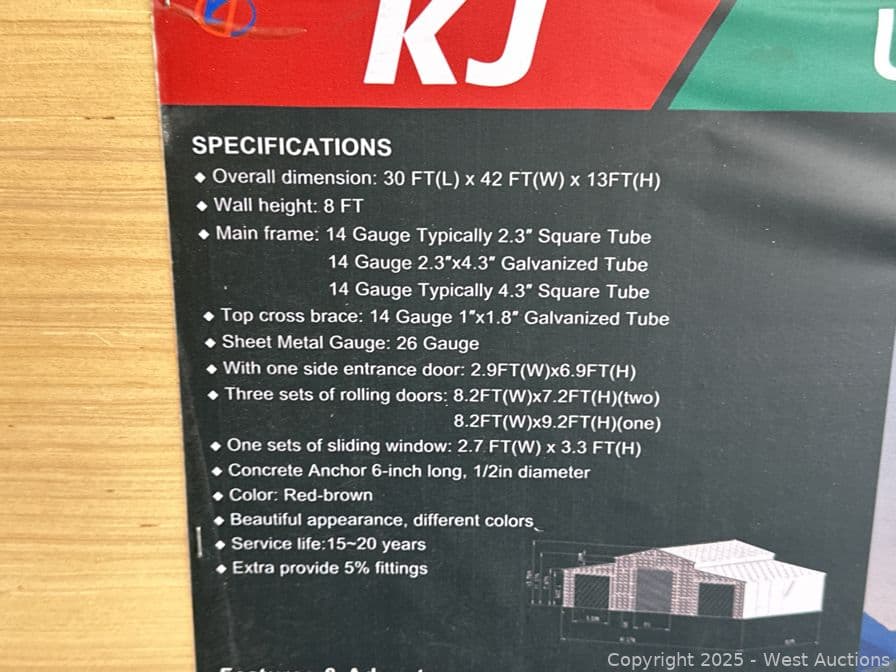 KJ
SPECIFICATIONS
◆ Overall dimension: 30 FT(L) x 42 FT(W) x 13FT(H)
◆ Wall height: 8 FT
◆ Main frame: 14 Gauge Typically 2.3″ Square Tube
14 Gauge 2.3″x4.3″ Galvanized Tube
14 Gauge Typically 4.3″ Square Tube
◆ Top cross brace: 14 Gauge 1″x1.8″ Galvanized Tube
◆ Sheet Metal Gauge: 26 Gauge
◆ With one side entrance door: 2.9FT(W)x6.9FT(H)
◆ Three sets of rolling doors: 8.2FT(W)x7.2FT(H)(two)
8.2FT(W)x9.2FT(H)(one)
◆ One sets of sliding window: 2.7 FT(W) x 3.3 FT(H)
◆ Concrete Anchor 6-inch long, 1/2in diameter
◆ Color: Red-brown
◆ Beautiful appearance, different colors
◆ Service life:15~20 years
◆ Extra provide 5% fittings
Copyright 2025 - West Auctions